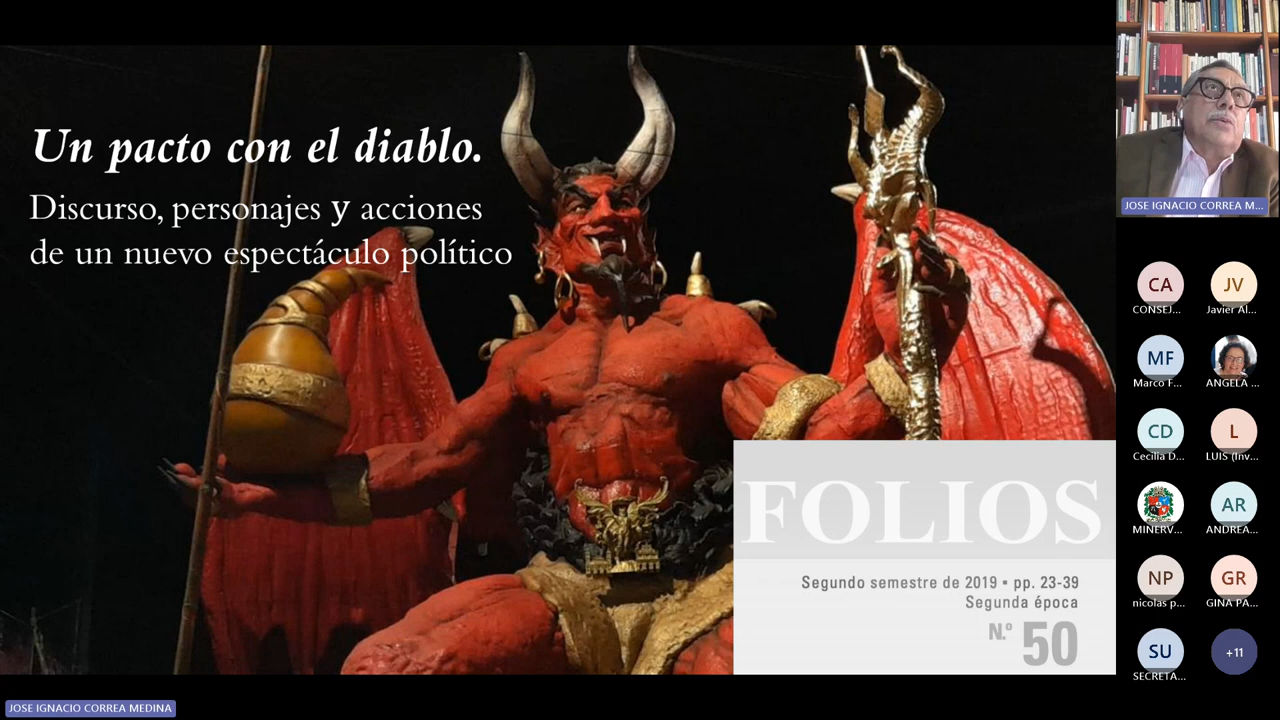 Un pacto con el diablo.
Discurso, personajes y acciones
de un nuevo espectáculo político
FOLIOS
Segundo semestre de 2019 ▪ pp. 23-39
Segunda época
N.º 50
JOSE IGNACIO CORREA M...
CA
CONSEJ...
JV
Javier Al...
MF
Marco F...
ANGELA ...
CD
Cecilia D...
L
LUIS (Inv...
MINERV...
AR
ANDREA...
NP
nicolas p...
GR
GINA PA...
SU
SECRETA...
+11
JOSE IGNACIO CORREA MEDINA